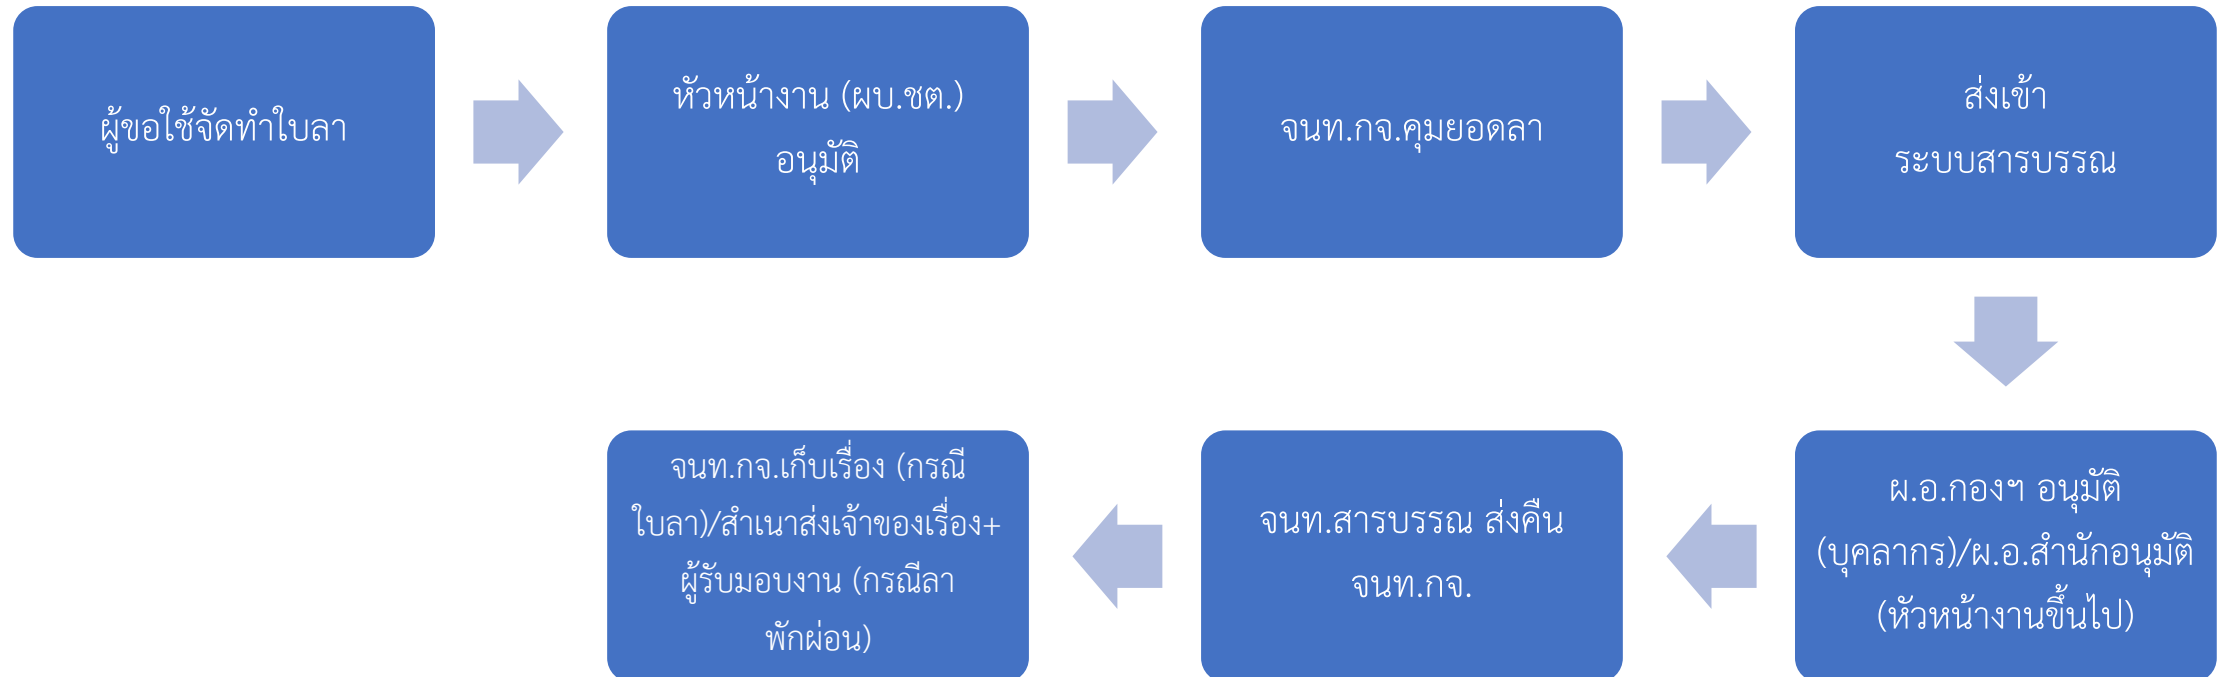 ผู้ขอใช้จัดทำใบลา
หัวหน้างาน (ผบ.ชต.)
อนุมัติ
จนท.กจ.คุมยอดลา
ส่งเข้า
ระบบสารบรรณ
ผ.อ.กองฯ อนุมัติ
(บุคลากร)/ผ.อ.สำนักอนุมัติ
(หัวหน้างานขึ้นไป)
จนท.สารบรรณ ส่งคืน
จนท.กจ.
จนท.กจ.เก็บเรื่อง (กรณี
ใบลา)/สำเนาส่งเจ้าของเรื่อง+
ผู้รับมอบงาน (กรณีลา
พักผ่อน)